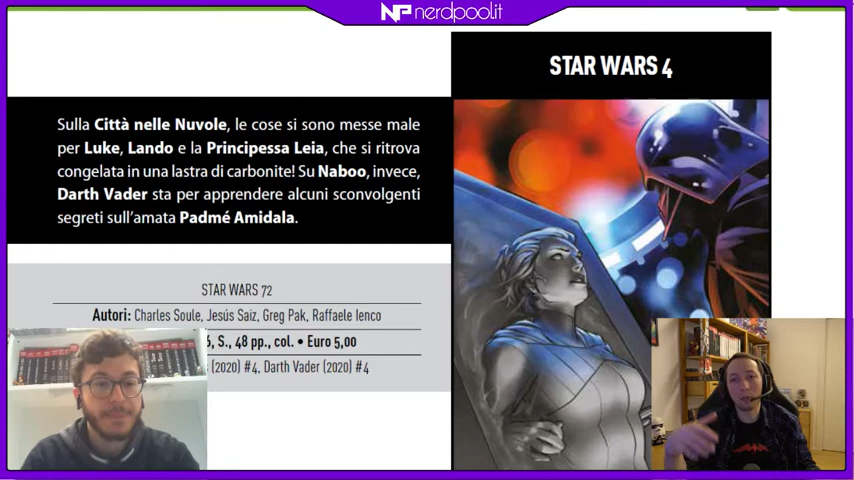 NP nerdpool.it
STAR WARS 4
Sulla Città nelle Nuvole, le cose si sono messe male
per Luke, Lando e la Principessa Leia, che si ritrova
congelata in una lastra di carbonite! Su Naboo, invece,
Darth Vader sta per apprendere alcuni sconvolgenti
segreti sull'amata Padmé Amidala.
STAR WARS 72
Autori: Charles Soule, Jesús Saiz, Greg Pak, Raffaele Ienco
, S., 48 pp., col. • Euro 5,00
(2020) #4, Darth Vader (2020) #4